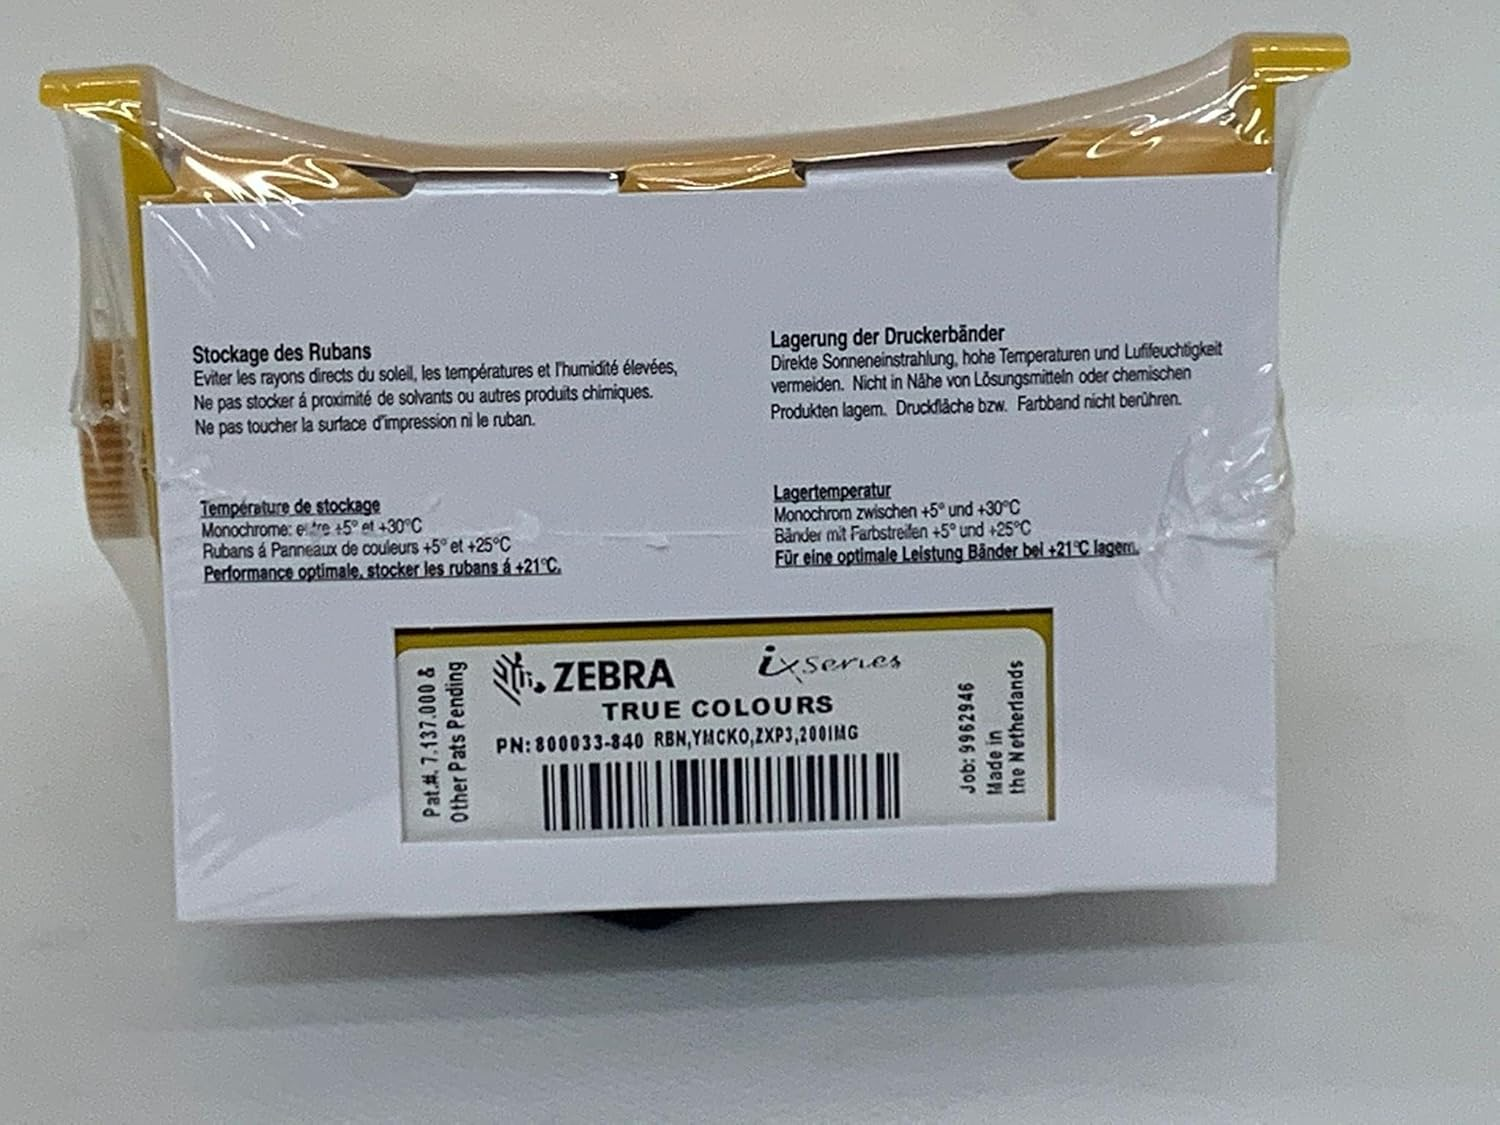 Stockage des Rubans
Eviter les rayons directs du soleil, les températures et l'humidité élevées,
Ne pas stocker á proximité de solvants ou autres produits chimiques.
Ne pas toucher la surface d'impression ni le ruban.
Température de stockage
Monochrome: entre +5° et +30°C
Rubans á Panneaux de couleurs +5° et +25°C
Performance optimale, stocker les rubans á +21°C.
Lagerung der Druckerbänder
Direkte Sonneneinstrahlung, hohe Temperaturen und Luftfeuchtigkeit
vermeiden. Nicht in Nähe von Lösungsmitteln oder chemischen
Produkten lagern. Druckfläche bzw. Farbband nicht berühren.
Lagertemperatur
Monochrom zwischen +5° und +30°C
Bänder mit Farbstreifen +5° und +25°C
Für eine optimale Leistung Bänder bei +21°C lagern.
Pat.#. 7.137.000 &
Other Pats Pending
ZEBRA
ix series
TRUE COLOURS
PN: 800033-840 RBN,YMCKO,ZXP3,200IMG
Job: 9962946
Made in
the Netherlands